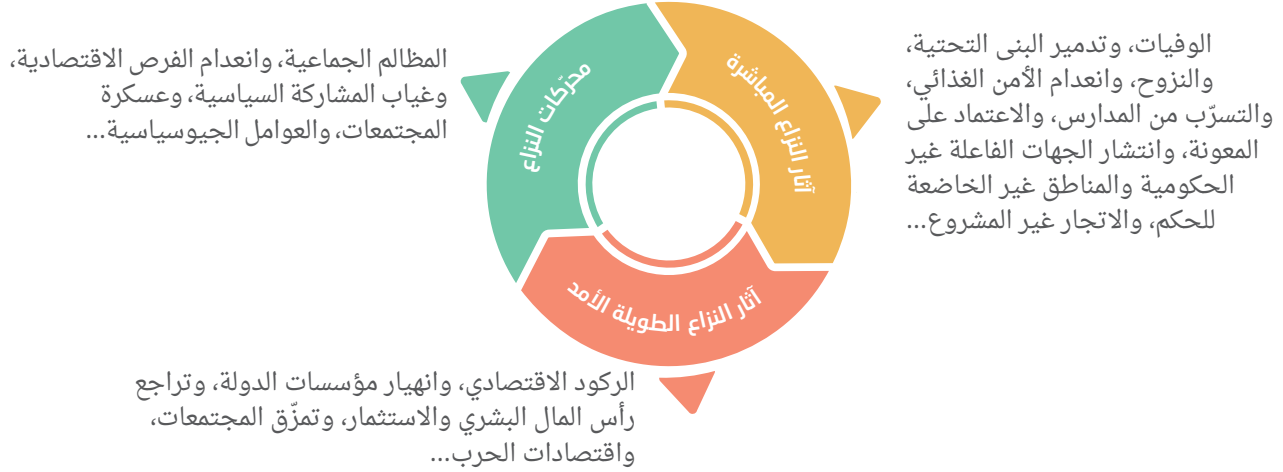 محرّكات النزاع
المظالم الجماعية، وانعدام الفرص الاقتصادية،
وغياب المشاركة السياسية، وعسكرة
المجتمعات، والعوامل الجيوسياسية...
آثار النزاع المباشرة
الوفيات، وتدمير البنى التحتية،
والنزوح، وانعدام الأمن الغذائي،
والتسرّب من المدارس، والاعتماد على
المعونة، وانتشار الجهات الفاعلة غير
الحكومية والمناطق غير الخاضعة
للحكم، والاتجار غير المشروع...
آثار النزاع الطويلة الأمد
الركود الاقتصادي، وانهيار مؤسسات الدولة، وتراجع
رأس المال البشري والاستثمار، وتمزّق المجتمعات،
واقتصادات الحرب...